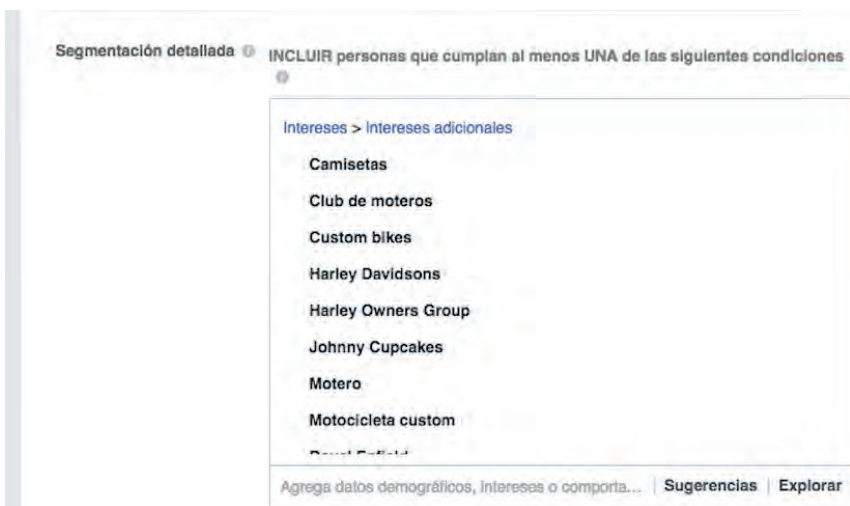 Segmentación detallada
INCLUIR personas que cumplan al menos UNA de las siguientes condiciones
Intereses > Intereses adicionales
Camisetas
Club de moteros
Custom bikes
Harley Davidsons
Harley Owners Group
Johnny Cupcakes
Motero
Motocicleta custom
Agrega datos demográficos, intereses o comporta... | Sugerencias | Explorar